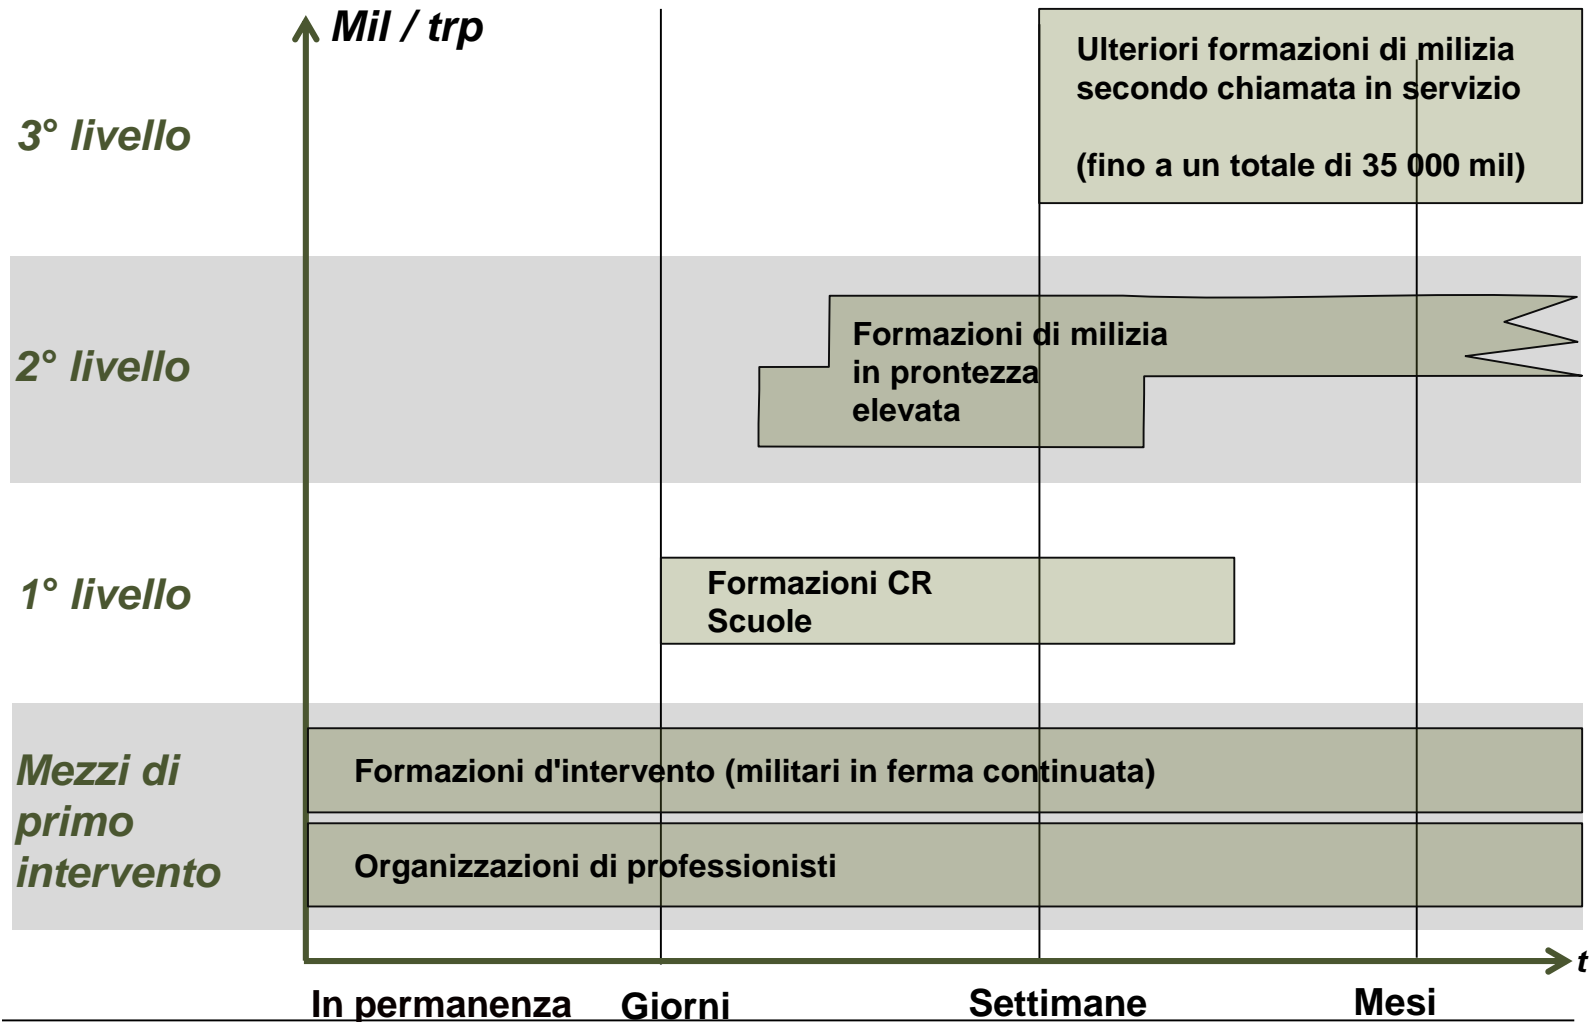 Mil / trp
3° livello
Ulteriori formazioni di milizia
secondo chiamata in servizio
(fino a un totale di 35 000 mil)
2° livello
Formazioni di milizia
in prontezza
elevata
1° livello
Formazioni CR
Scuole
Mezzi di
primo
intervento
Formazioni d'intervento (militari in ferma continuata)
Organizzazioni di professionisti
t
In permanenza Giorni Settimane Mesi